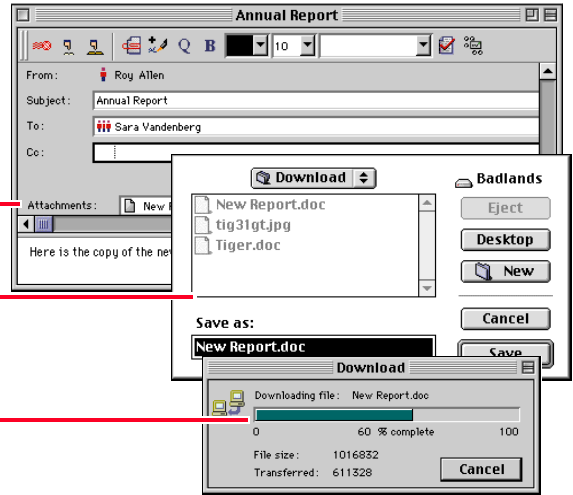 Annual Report
Q B 10
From: Roy Allen
Subject: Annual Report
To: Sara Vandenberg
Cc:
Attachments: New
Here is the copy of the
Download
Badlands
New Report.doc
tig31gt.jpg
Tiger.doc
Eject
Desktop
New
Save as:
New Report.doc
Cancel
Save
Download
Downloading file: New Report.doc
0 60 % complete 100
File size: 1016832
Transferred: 611328
Cancel